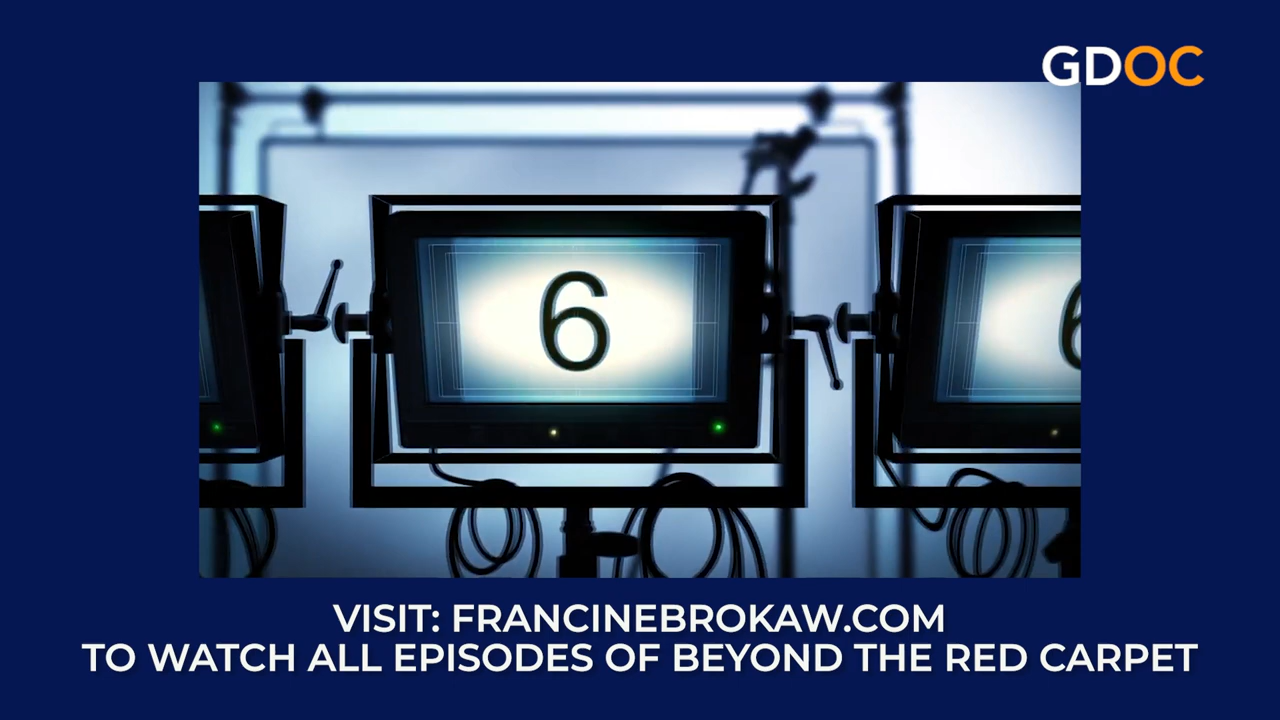 GDOC
6
6
VISIT: FRANCINEBROKAW.COM
TO WATCH ALL EPISODES OF BEYOND THE RED CARPET